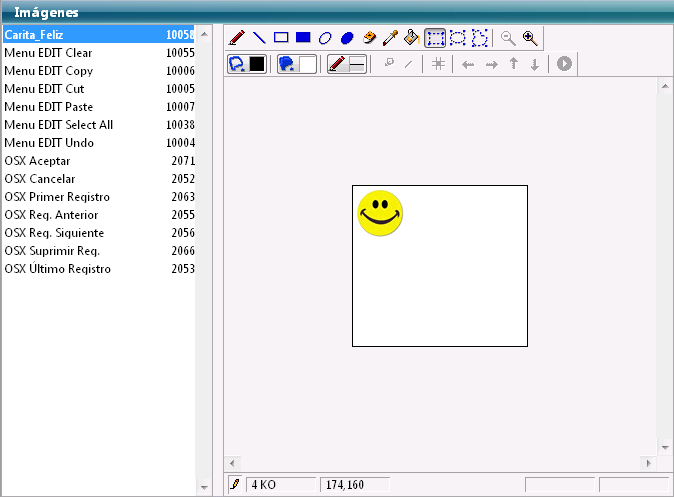 Imágenes
Carita_Feliz 10058
Menu EDIT Clear 10055
Menu EDIT Copy 10006
Menu EDIT Cut 10005
Menu EDIT Paste 10007
Menu EDIT Select All 10038
Menu EDIT Undo 10004
OSX Aceptar 2071
OSX Cancelar 2052
OSX Primer Registro 2063
OSX Reg. Anterior 2055
OSX Reg. Siguiente 2056
OSX Suprimir Reg. 2066
OSX Último Registro 2053
4 KO 174,160